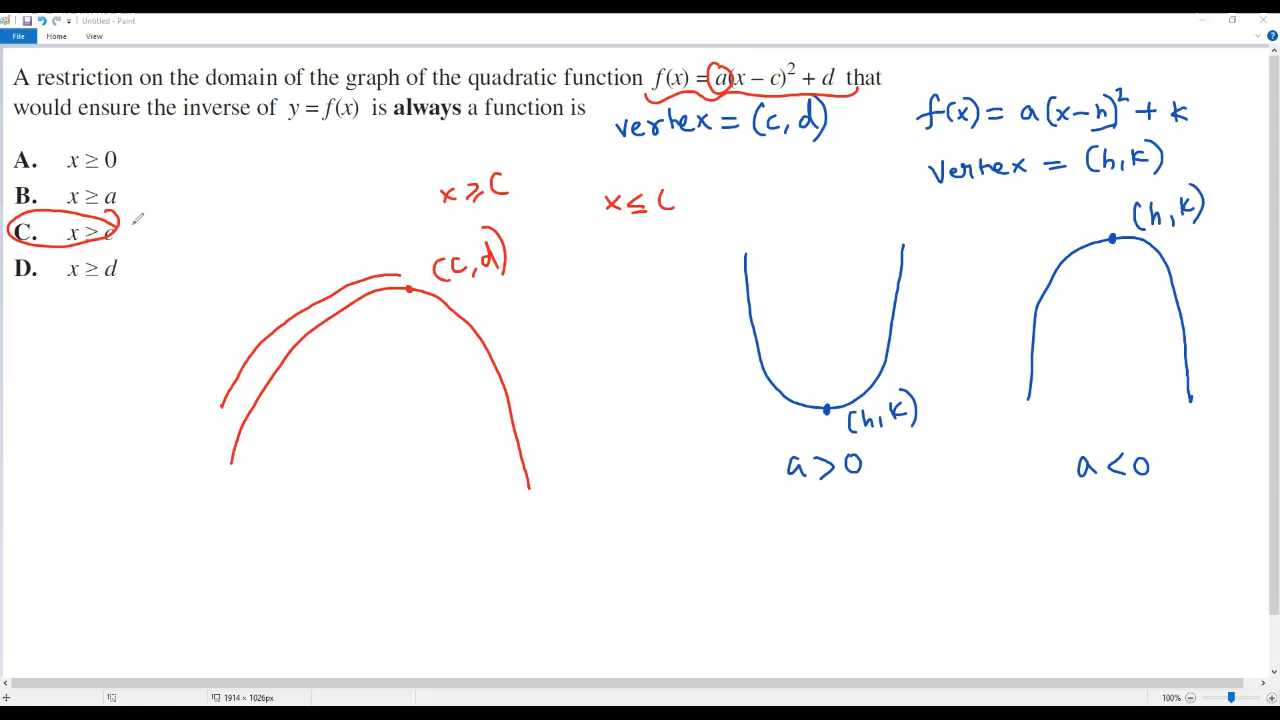 Untitled - Paint
File Home View
A restriction on the domain of the graph of the quadratic function f(x) = a(x – c)² + d that
would ensure the inverse of y = f(x) is always a function is
vertex = (c, d)
f(x) = a(x-h)² + k
vertex = (h, k)
A. x ≥ 0
B. x ≥ a
C. x ≥ c
D. x ≥ d
x ≥ c
x ≤ c
(c, d)
(h, k)
(h, k)
a > 0
a < 0
1914 × 1026px
100%